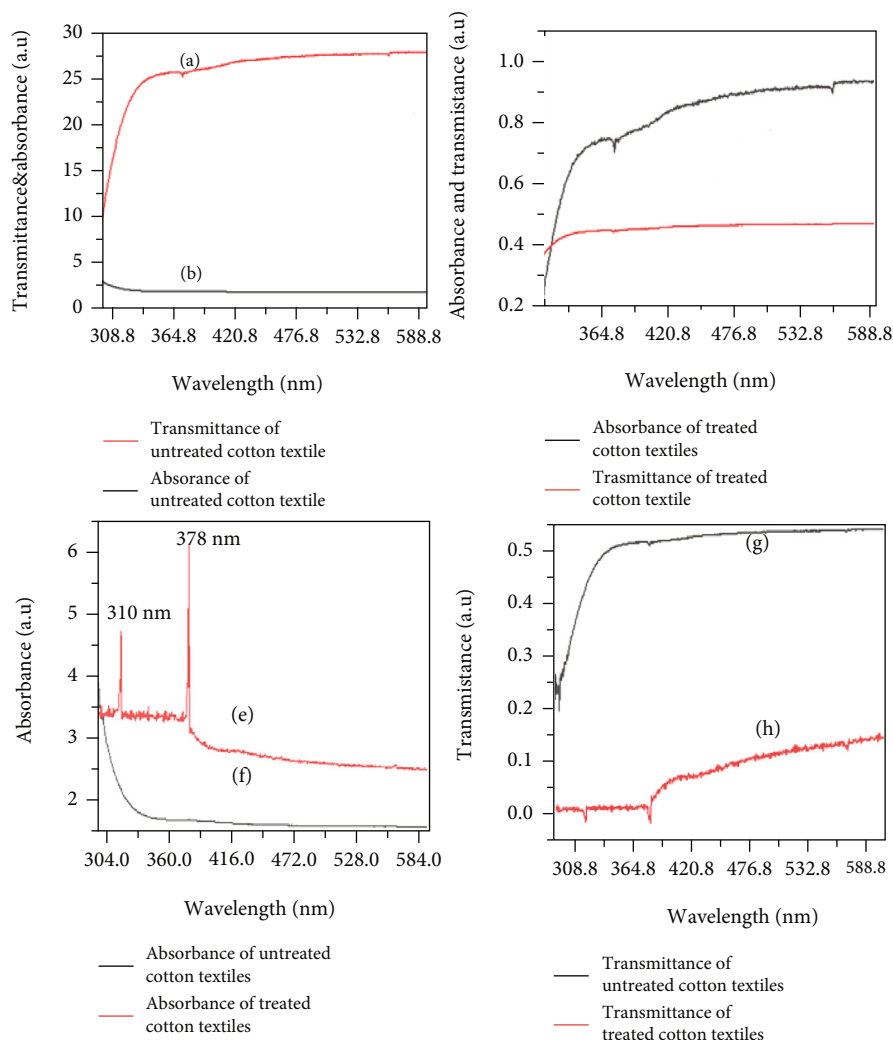 Transmittance&absorbance (a.u)
30
25
20
15
10
5
0
(a)
(b)
308.8 364.8 420.8 476.8 532.8 588.8
Wavelength (nm)
Transmittance of
untreated cotton textile
Absorance of
untreated cotton textile
Absorbance and transmistance (a.u)
1.0
0.8
0.6
0.4
0.2
364.8 420.8 476.8 532.8 588.8
Wavelength (nm)
Absorbance of treated
cotton textiles
Trasmittance of treated
cotton textile
Absorbance (a.u)
6
5
4
3
2
378 nm
310 nm
(e)
(f)
304.0 360.0 416.0 472.0 528.0 584.0
Wavelength (nm)
Absorbance of untreated
cotton textiles
Absorbance of treated
cotton textiles
Transmistance (a.u)
0.5
0.4
0.3
0.2
0.1
0.0
(g)
(h)
308.8 364.8 420.8 476.8 532.8 588.8
Wavelength (nm)
Transmittance of
untreated cotton textiles
Transmittance of
treated cotton textiles